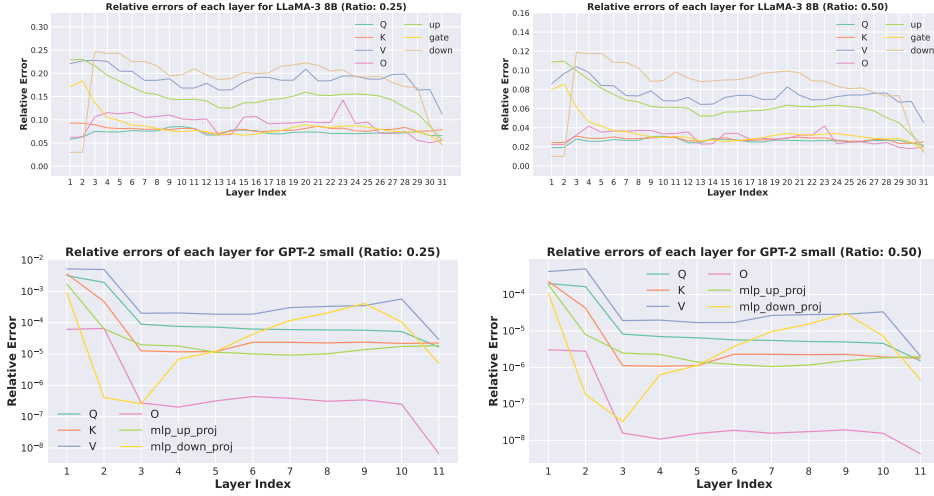 Relative errors of each layer for LLaMA-3 8B (Ratio: 0.25)
Relative Error
0.30
0.25
0.20
0.15
0.10
0.05
0.00
Q
K
V
O
up
gate
down
1 2 3 4 5 6 7 8 9 10 11 12 13 14 15 16 17 18 19 20 21 22 23 24 25 26 27 28 29 30 31
Layer Index
Relative errors of each layer for LLaMA-3 8B (Ratio: 0.50)
Relative Error
0.16
0.14
0.12
0.10
0.08
0.06
0.04
0.02
0.00
Q
K
V
O
up
gate
down
1 2 3 4 5 6 7 8 9 10 11 12 13 14 15 16 17 18 19 20 21 22 23 24 25 26 27 28 29 30 31
Layer Index
Relative errors of each layer for GPT-2 small (Ratio: 0.25)
Relative Error
10⁻²
10⁻³
10⁻⁴
10⁻⁵
10⁻⁶
10⁻⁷
10⁻⁸
Q
K
V
O
mlp_up_proj
mlp_down_proj
1 2 3 4 5 6 7 8 9 10 11
Layer Index
Relative errors of each layer for GPT-2 small (Ratio: 0.50)
Relative Error
10⁻⁴
10⁻⁵
10⁻⁶
10⁻⁷
10⁻⁸
Q
K
V
O
mlp_up_proj
mlp_down_proj
1 2 3 4 5 6 7 8 9 10 11
Layer Index